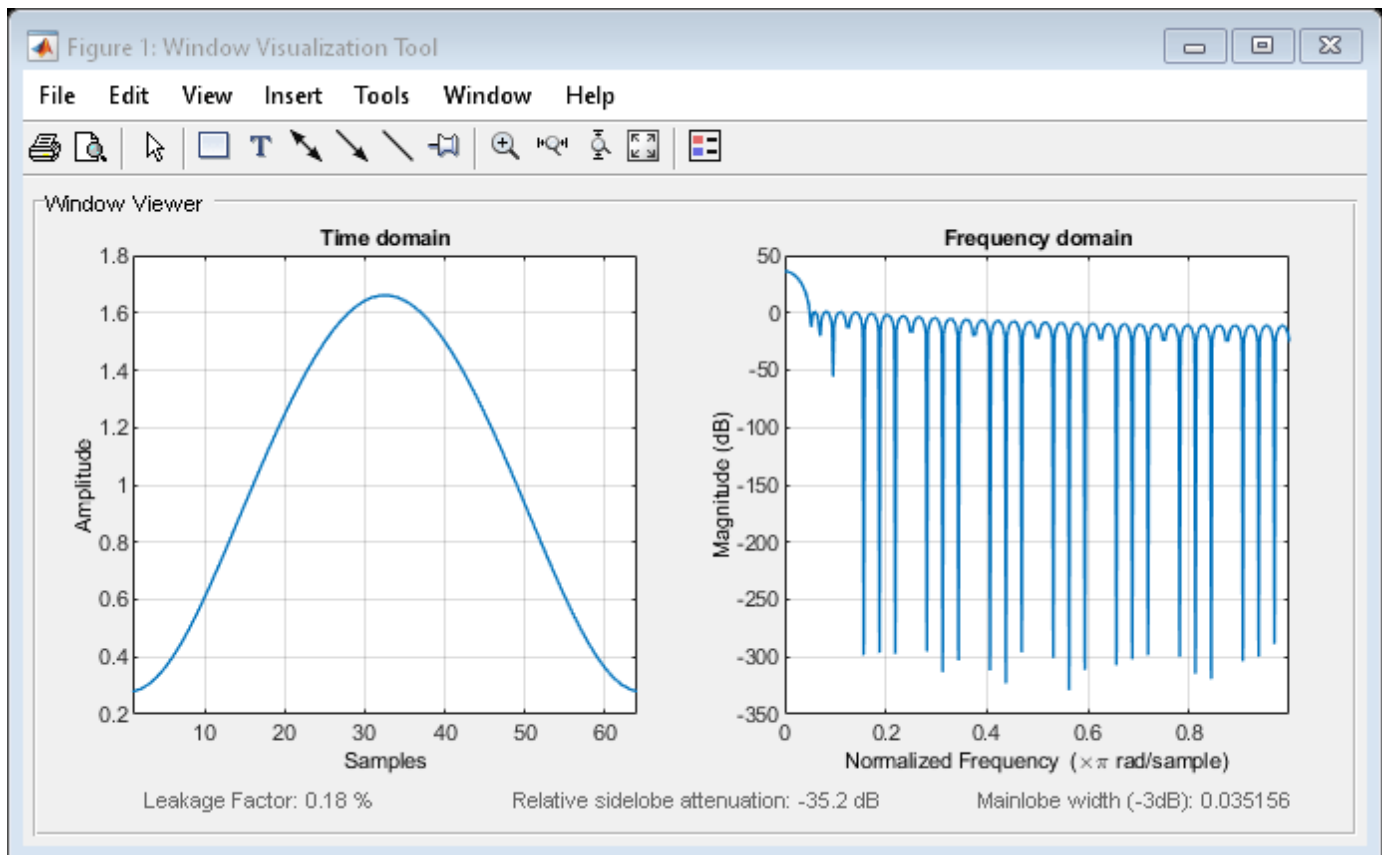 Figure 1: Window Visualization Tool
File Edit View Insert Tools Window Help
T
Window Viewer
Time domain
1.8
1.6
1.4
1.2
1
0.8
0.6
0.4
0.2
Amplitude
10 20 30 40 50 60
Samples
Frequency domain
50
0
-50
-100
-150
-200
-250
-300
-350
Magnitude (dB)
0 0.2 0.4 0.6 0.8
Normalized Frequency (×π rad/sample)
Leakage Factor: 0.18 %
Relative sidelobe attenuation: -35.2 dB
Mainlobe width (-3dB): 0.035156